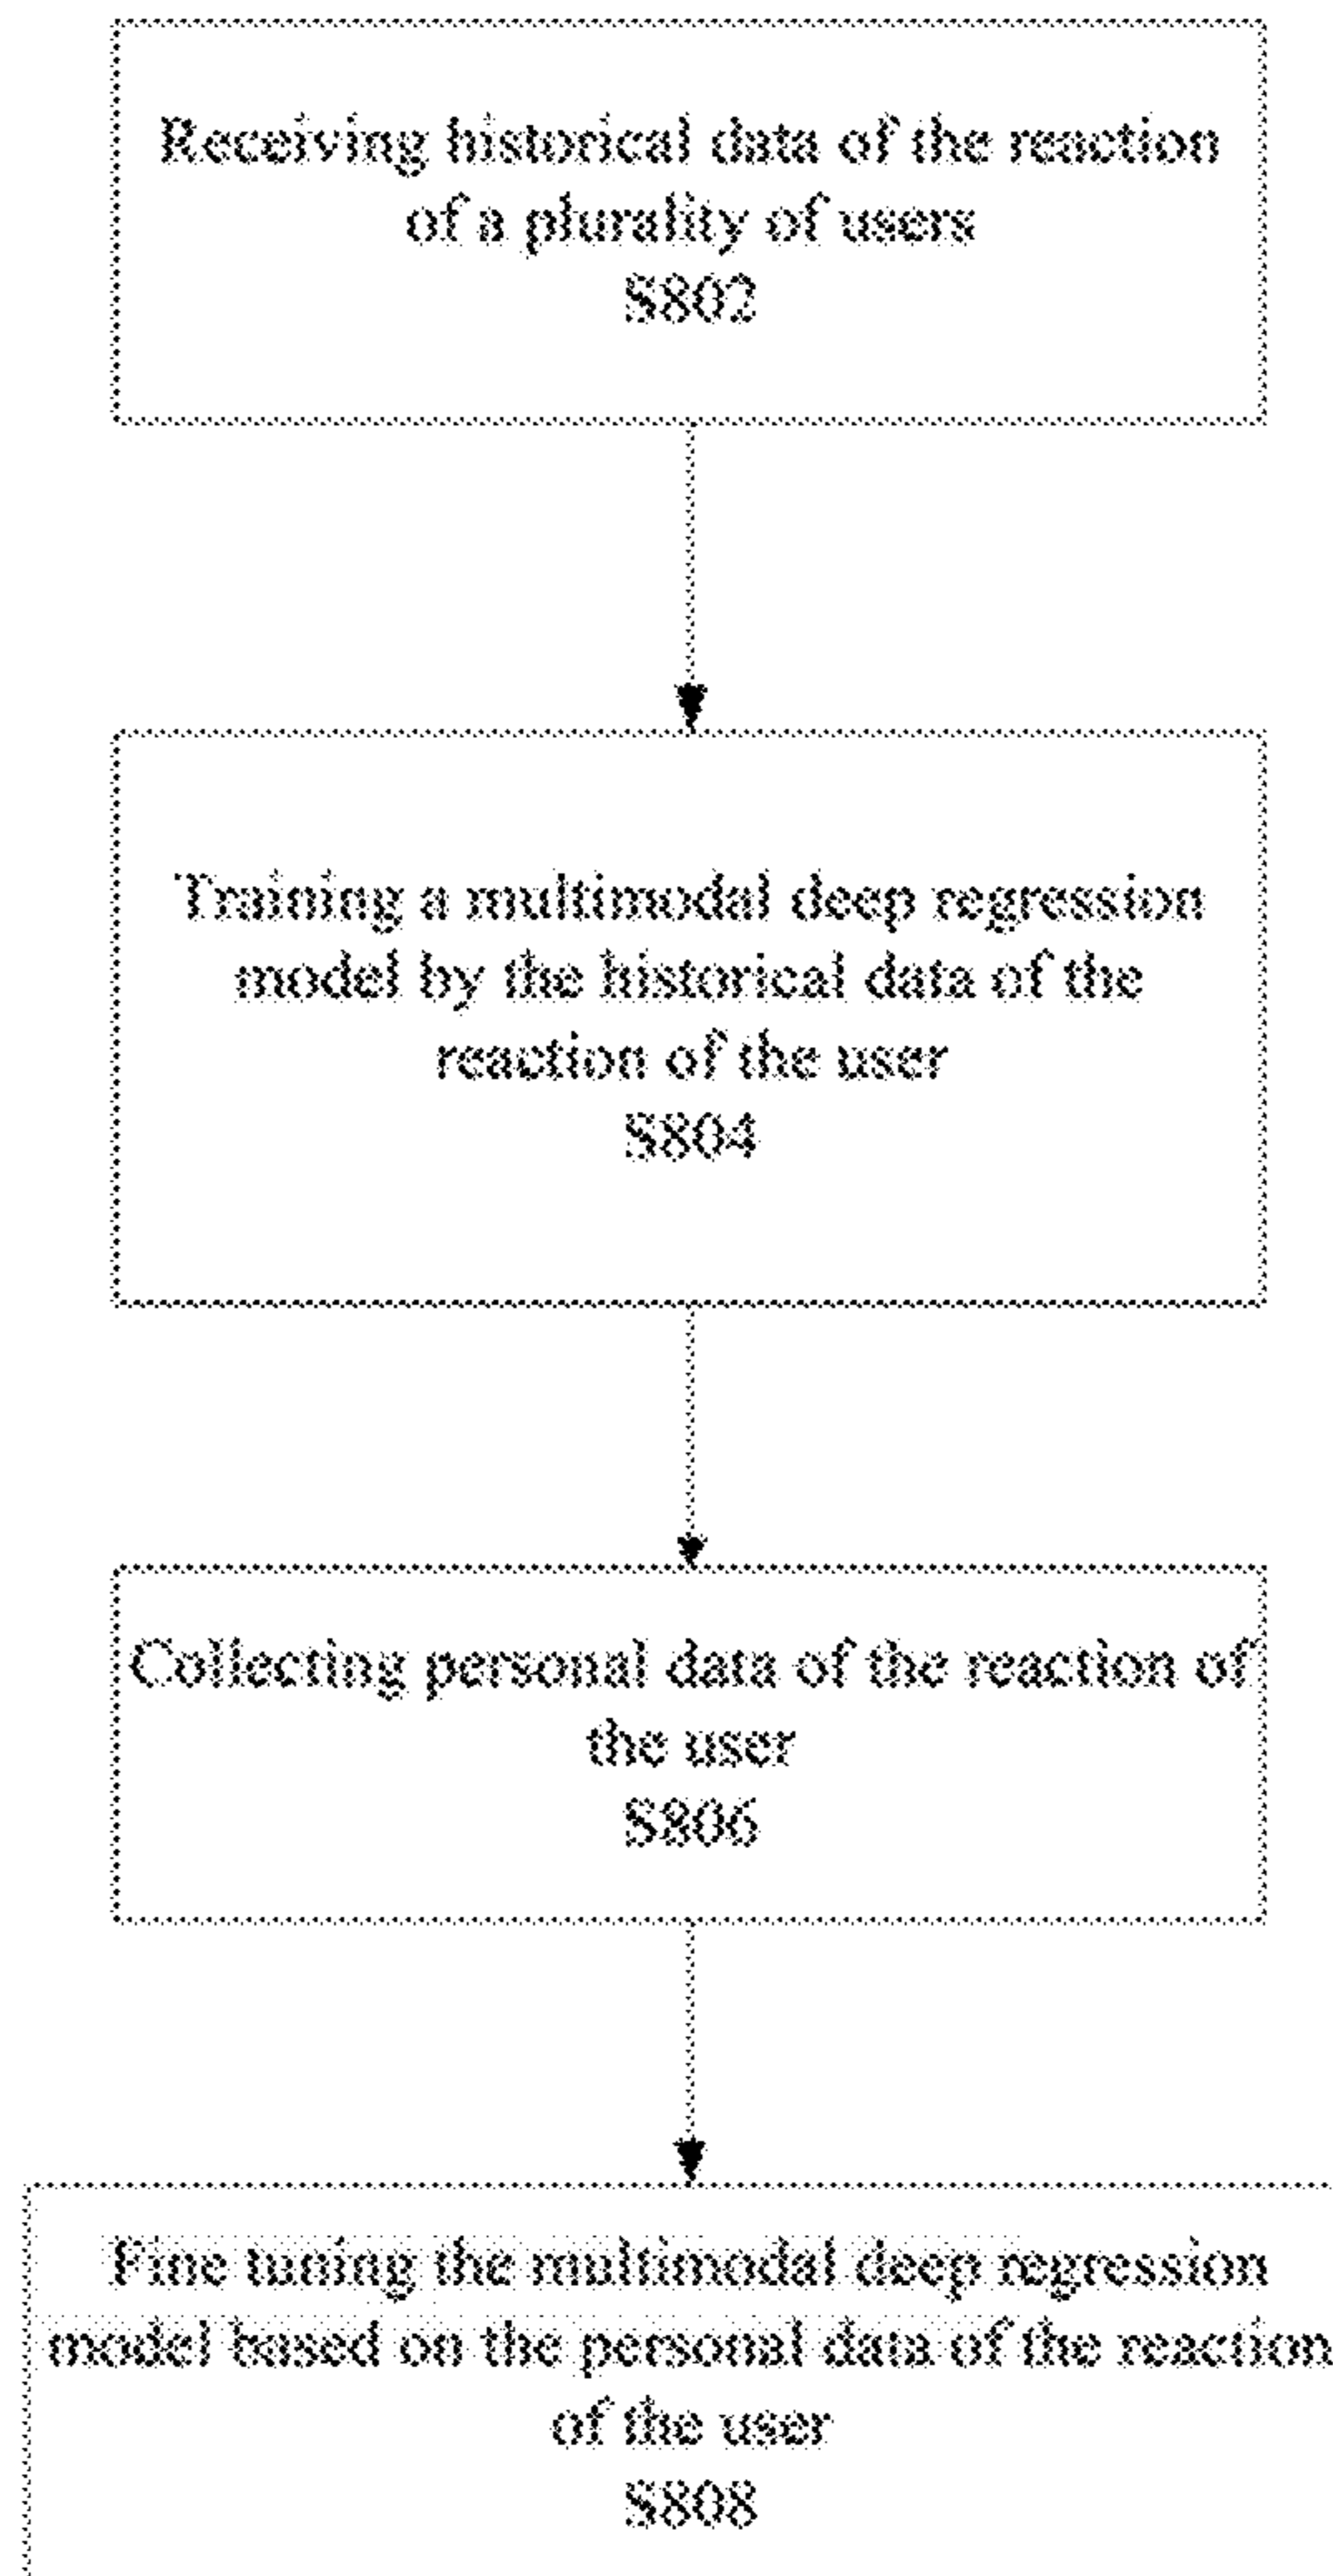 Receiving historical data of the reaction
of a plurality of users
S802
Training a multimodal deep regression
model by the historical data of the
reaction of the user
S804
Collecting personal data of the reaction of
the user
S806
Fine tuning the multimodal deep regression
model based on the personal data of the reaction
of the user
S808